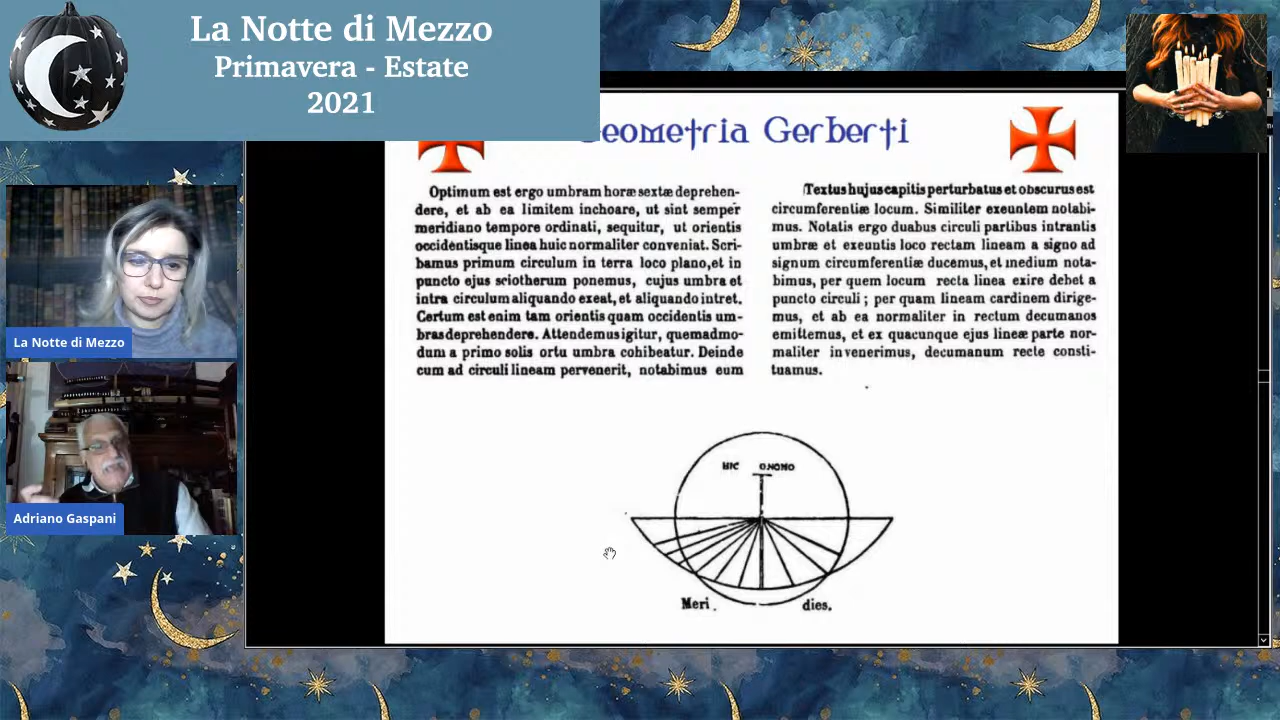 La Notte di Mezzo
Primavera - Estate
2021
La Notte di Mezzo
Adriano Gaspani
eometria Gerberti
Optimum est ergo umbram horæ sextæ deprehen-
dere, et ab ea limitem inchoare, ut sint semper
meridiano tempore ordinati, sequitur, ut orientis
occidentisque linea huic normaliter conveniat. Scri-
bamus primum circulum in terra loco plano, et in
puncto ejus sciotherum ponemus, cujus umbra et
intra circulum aliquando exeat, et aliquando intret.
Certum est enim tam orientis quam occidentis um-
bras deprehendere. Attendemus igitur, quemadmo-
dum a primo solis ortu umbra cohibeatur. Deinde
cum ad circuli lineam pervenerit, notabimus eum
Textus hujus capitis perturbatus et obscurus est
circumferentiæ locum. Similiter exeuntem notabi-
mus. Notatis ergo duabus circuli partibus intrantis
umbræ et exeuntis loco rectam lineam a signo ad
signum circumferentiæ ducemus, et medium nota-
bimus, per quem locum recta linea exire debet a
puncto circuli ; per quam lineam cardinem dirige-
mus, et ab ea normaliter in rectum decumanos
emittemus, et ex quacunque ejus lineæ parte nor-
maliter invenerimus, decumanum recte consti-
tuamus.
HIC GNOMO
Meri dies.